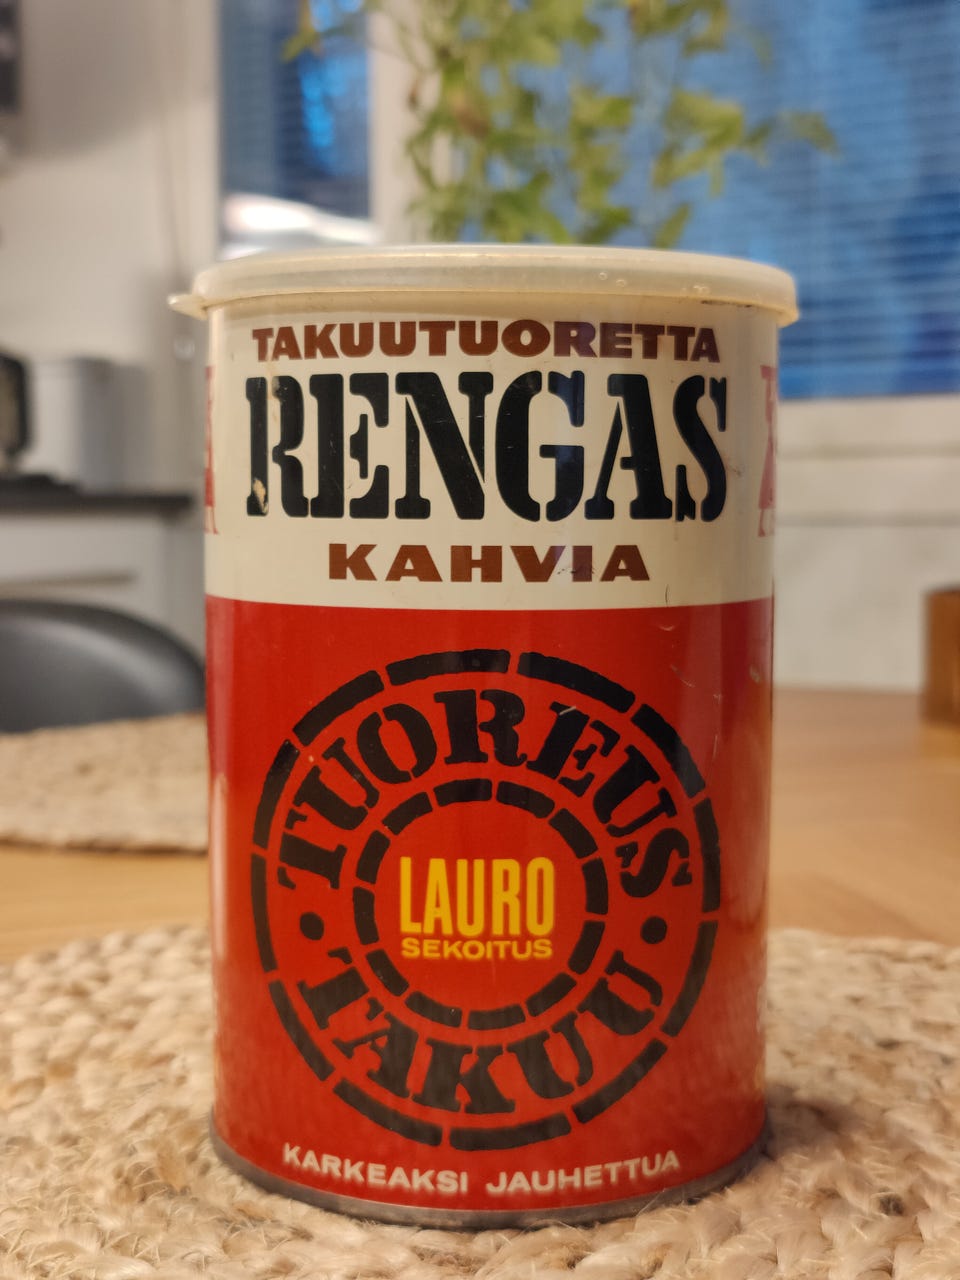 TAKUUTUORETTA
RENGAS
KAHVIA
TUOREUS
LAURO
SEKOITUS
TAKUU
KARKEAKSI JAUHETTUA